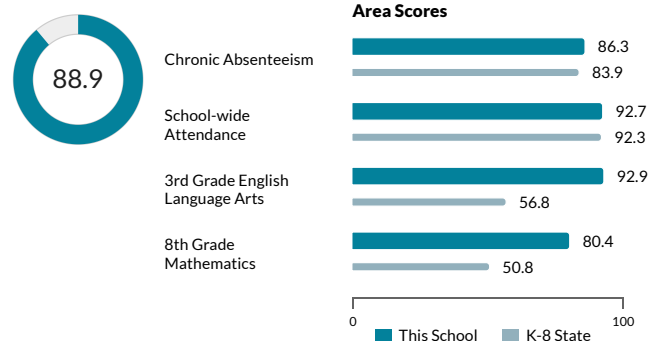 88.9
Area Scores
Chronic Absenteeism
86.3
83.9
School-wide
Attendance
92.7
92.3
3rd Grade English
Language Arts
92.9
56.8
8th Grade
Mathematics
80.4
50.8
0
100
This School
K-8 State